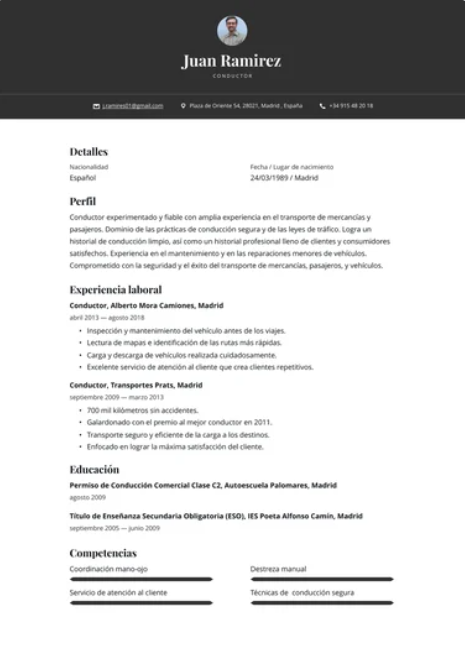 Juan Ramirez
CONDUCTOR
j.ramires01@gmail.com Plaza de Oriente 54, 28021, Madrid, España +34 915 48 20 18
Detalles
Nacionalidad Fecha / Lugar de nacimiento
Español 24/03/1989 / Madrid
Perfil
Conductor experimentado y fiable con amplia experiencia en el transporte de mercancías y
pasajeros. Dominio de las prácticas de conducción segura y de las leyes de tráfico. Logra un
historial de conducción limpio, así como un historial profesional lleno de clientes y consumidores
satisfechos. Experiencia en el mantenimiento y en las reparaciones menores de vehículos.
Comprometido con la seguridad y el éxito del transporte de mercancías, pasajeros, y vehículos.
Experiencia laboral
Conductor, Alberto Mora Camiones, Madrid
abril 2013 — agosto 2018
• Inspección y mantenimiento del vehículo antes de los viajes.
• Lectura de mapas e identificación de las rutas más rápidas.
• Carga y descarga de vehículos realizada cuidadosamente.
• Excelente servicio de atención al cliente que crea clientes repetitivos.
Conductor, Transportes Prats, Madrid
septiembre 2009 — marzo 2013
• 700 mil kilómetros sin accidentes.
• Galardonado con el premio al mejor conductor en 2011.
• Transporte seguro y eficiente de la carga a los destinos.
• Enfocado en lograr la máxima satisfacción del cliente.
Educación
Permiso de Conducción Comercial Clase C2, Autoescuela Palomares, Madrid
agosto 2009
Título de Enseñanza Secundaria Obligatoria (ESO), IES Poeta Alfonso Camín, Madrid
septiembre 2005 — junio 2009
Competencias
Coordinación mano-ojo Destreza manual
Servicio de atención al cliente Técnicas de conducción segura